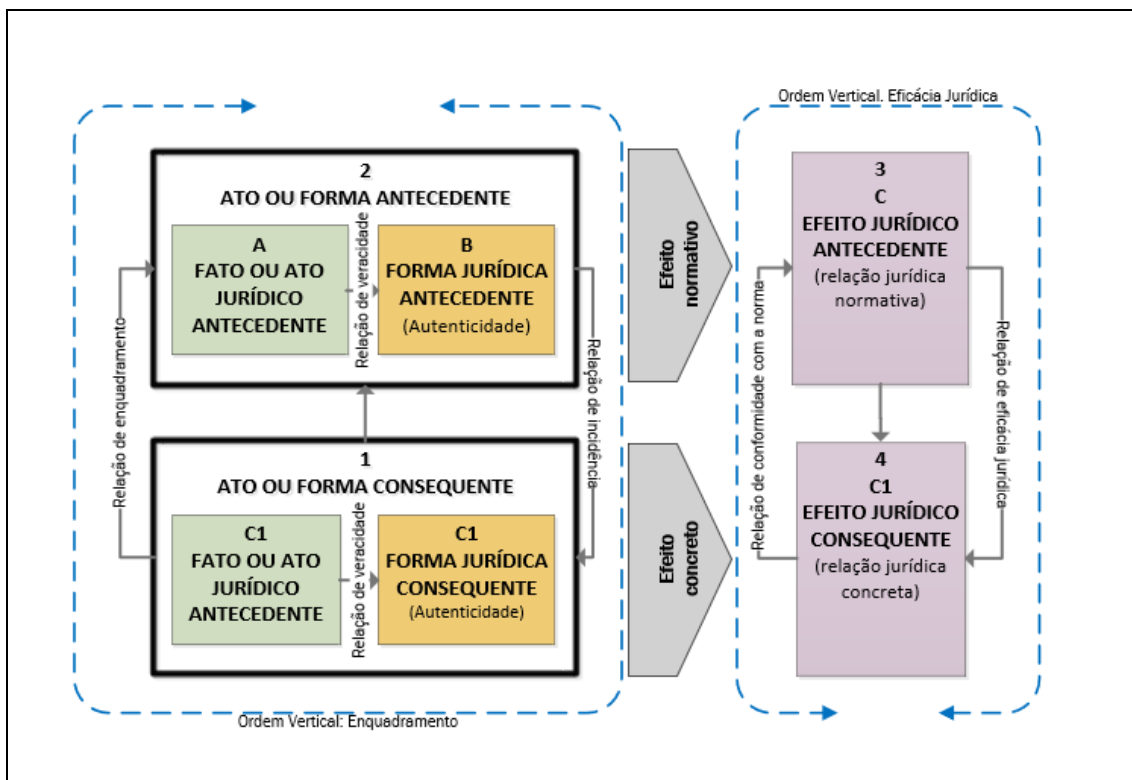 Ordem Vertical. Eficácia Jurídica
2
ATO OU FORMA ANTECEDENTE
A
FATO OU ATO
JURÍDICO
ANTECEDENTE
Relação de veracidade
B
FORMA JURÍDICA
ANTECEDENTE
(Autenticidade)
Relação de enquadramento
Relação de incidência
Efeito
normativo
3
C
EFEITO JURÍDICO
ANTECEDENTE
(relação jurídica
normativa)
1
ATO OU FORMA CONSEQUENTE
C1
FATO OU ATO
JURÍDICO
ANTECEDENTE
Relação de veracidade
C1
FORMA JURÍDICA
CONSEQUENTE
(Autenticidade)
Efeito
concreto
Relação de conformidade com a norma
Relação de eficácia jurídica
4
C1
EFEITO JURÍDICO
CONSEQUENTE
(relação jurídica
concreta)
Ordem Vertical: Enquadramento